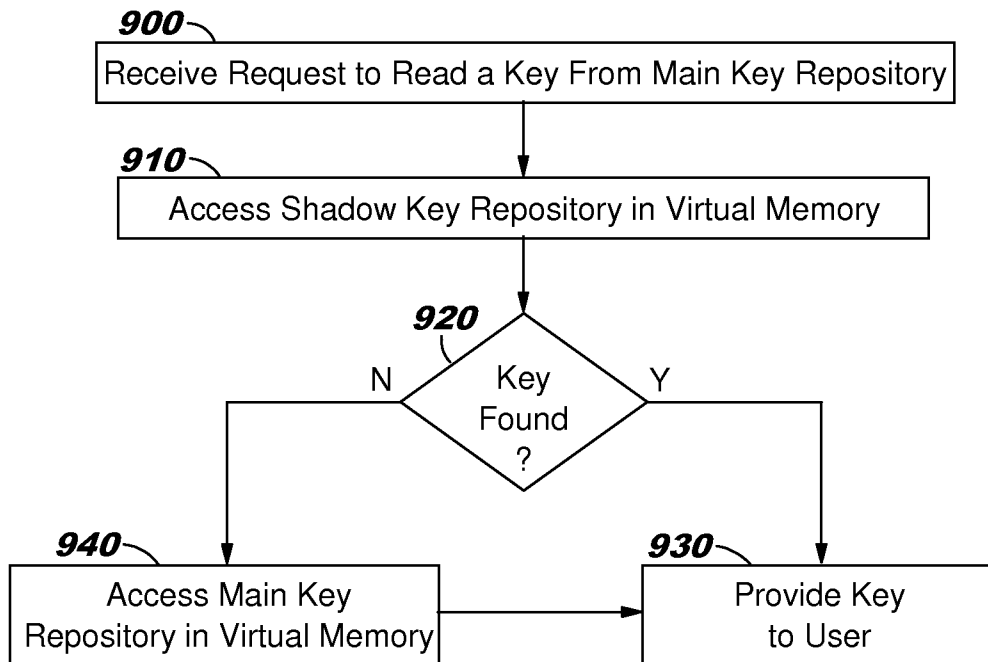 900
Receive Request to Read a Key From Main Key Repository
910
Access Shadow Key Repository in Virtual Memory
920
N
Key
Found
?
Y
940
Access Main Key
Repository in Virtual Memory
930
Provide Key
to User